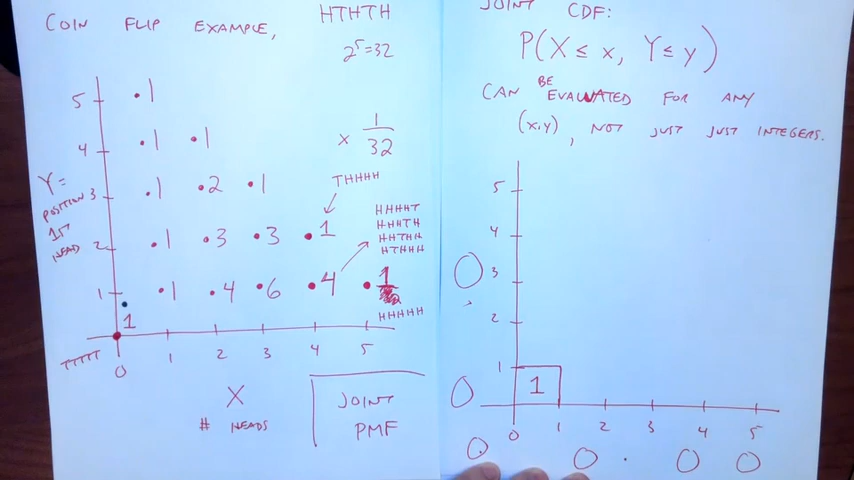 COIN FLIP EXAMPLE, HTHTH
2^5=32
5 •1
4 •1 •1
x 1/32
3 •1 •2 •1
THHHH
Y=
POSITION
1ST
HEAD
2 •1 •3 •3 •1
HHHHT
HHHTH
HHTHH
HTHHH
1 •1 •4 •6 •4 •1
HHHHH
1
TTTTT
0 1 2 3 4 5
X
# HEADS
JOINT
PMF
JOINT CDF:
P(X ≤ x, Y ≤ y)
CAN BE EVALUATED FOR ANY
(x,y), NOT JUST JUST INTEGERS.
5
4
0 3
2
1
0 1
0 1 2 3 4 5
0 0 0 0